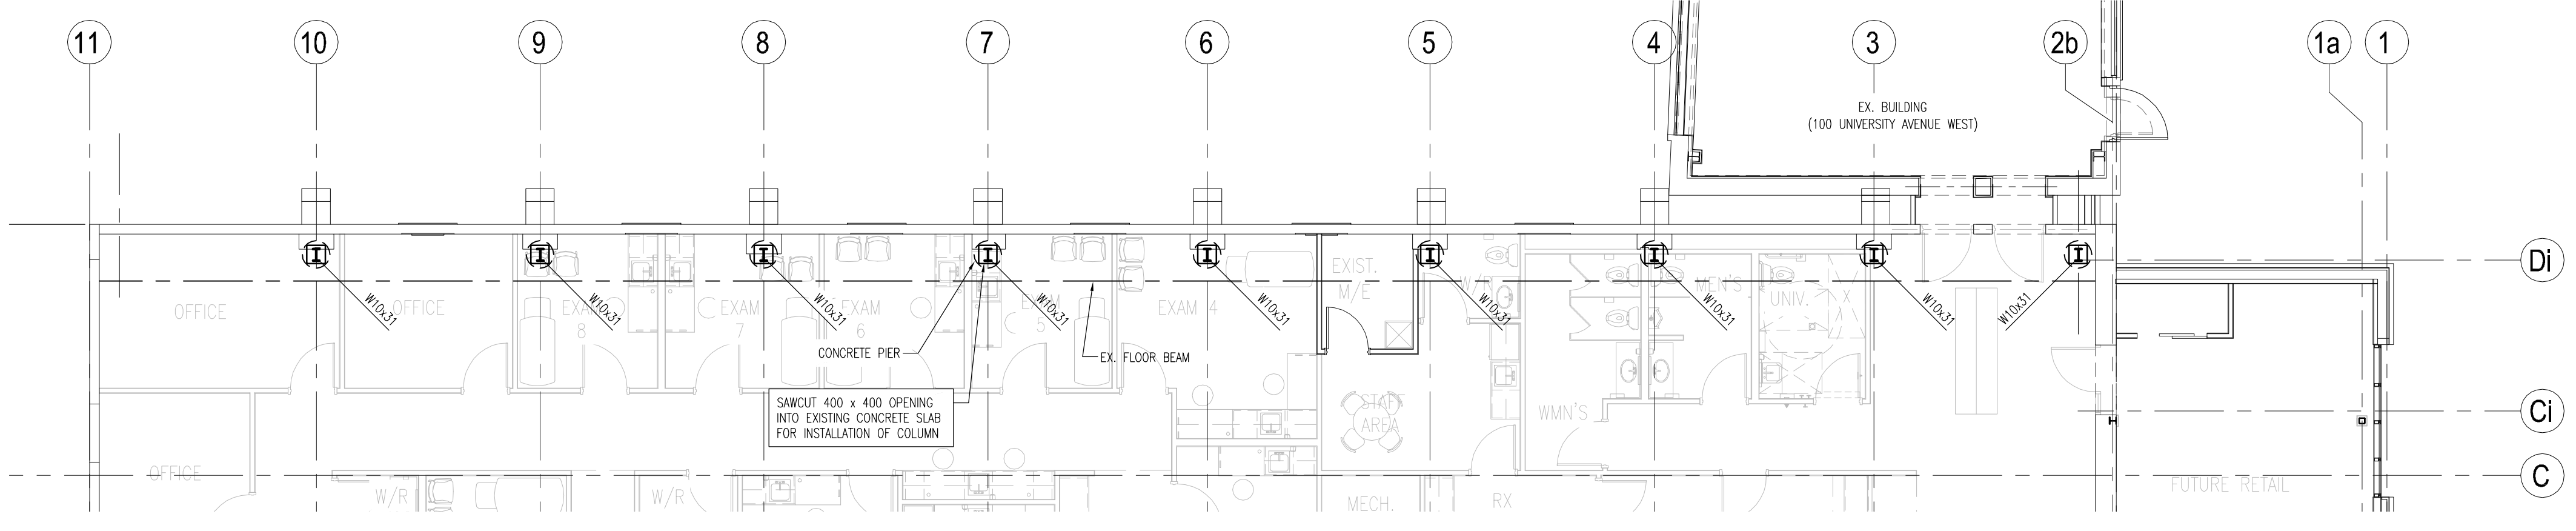 11 10 9 8 7 6 5 4 3 2b 1a 1
EX. BUILDING
(100 UNIVERSITY AVENUE WEST)
Di
W10x31 W10x31 W10x31 W10x31 W10x31 W10x31 W10x31 W10x31 W10x31
OFFICE
OFFICE
EXAM
8
EXAM
7
EXAM
6
EXAM
5
EXAM 4
EXIST.
M/E
W/R
MEN'S
UNIV.
CONCRETE PIER
EX. FLOOR BEAM
SAWCUT 400 x 400 OPENING
INTO EXISTING CONCRETE SLAB
FOR INSTALLATION OF COLUMN
STAFF
AREA
WMN'S
Ci
OFFICE
C
W/R
W/R
MECH.
RX
FUTURE RETAIL